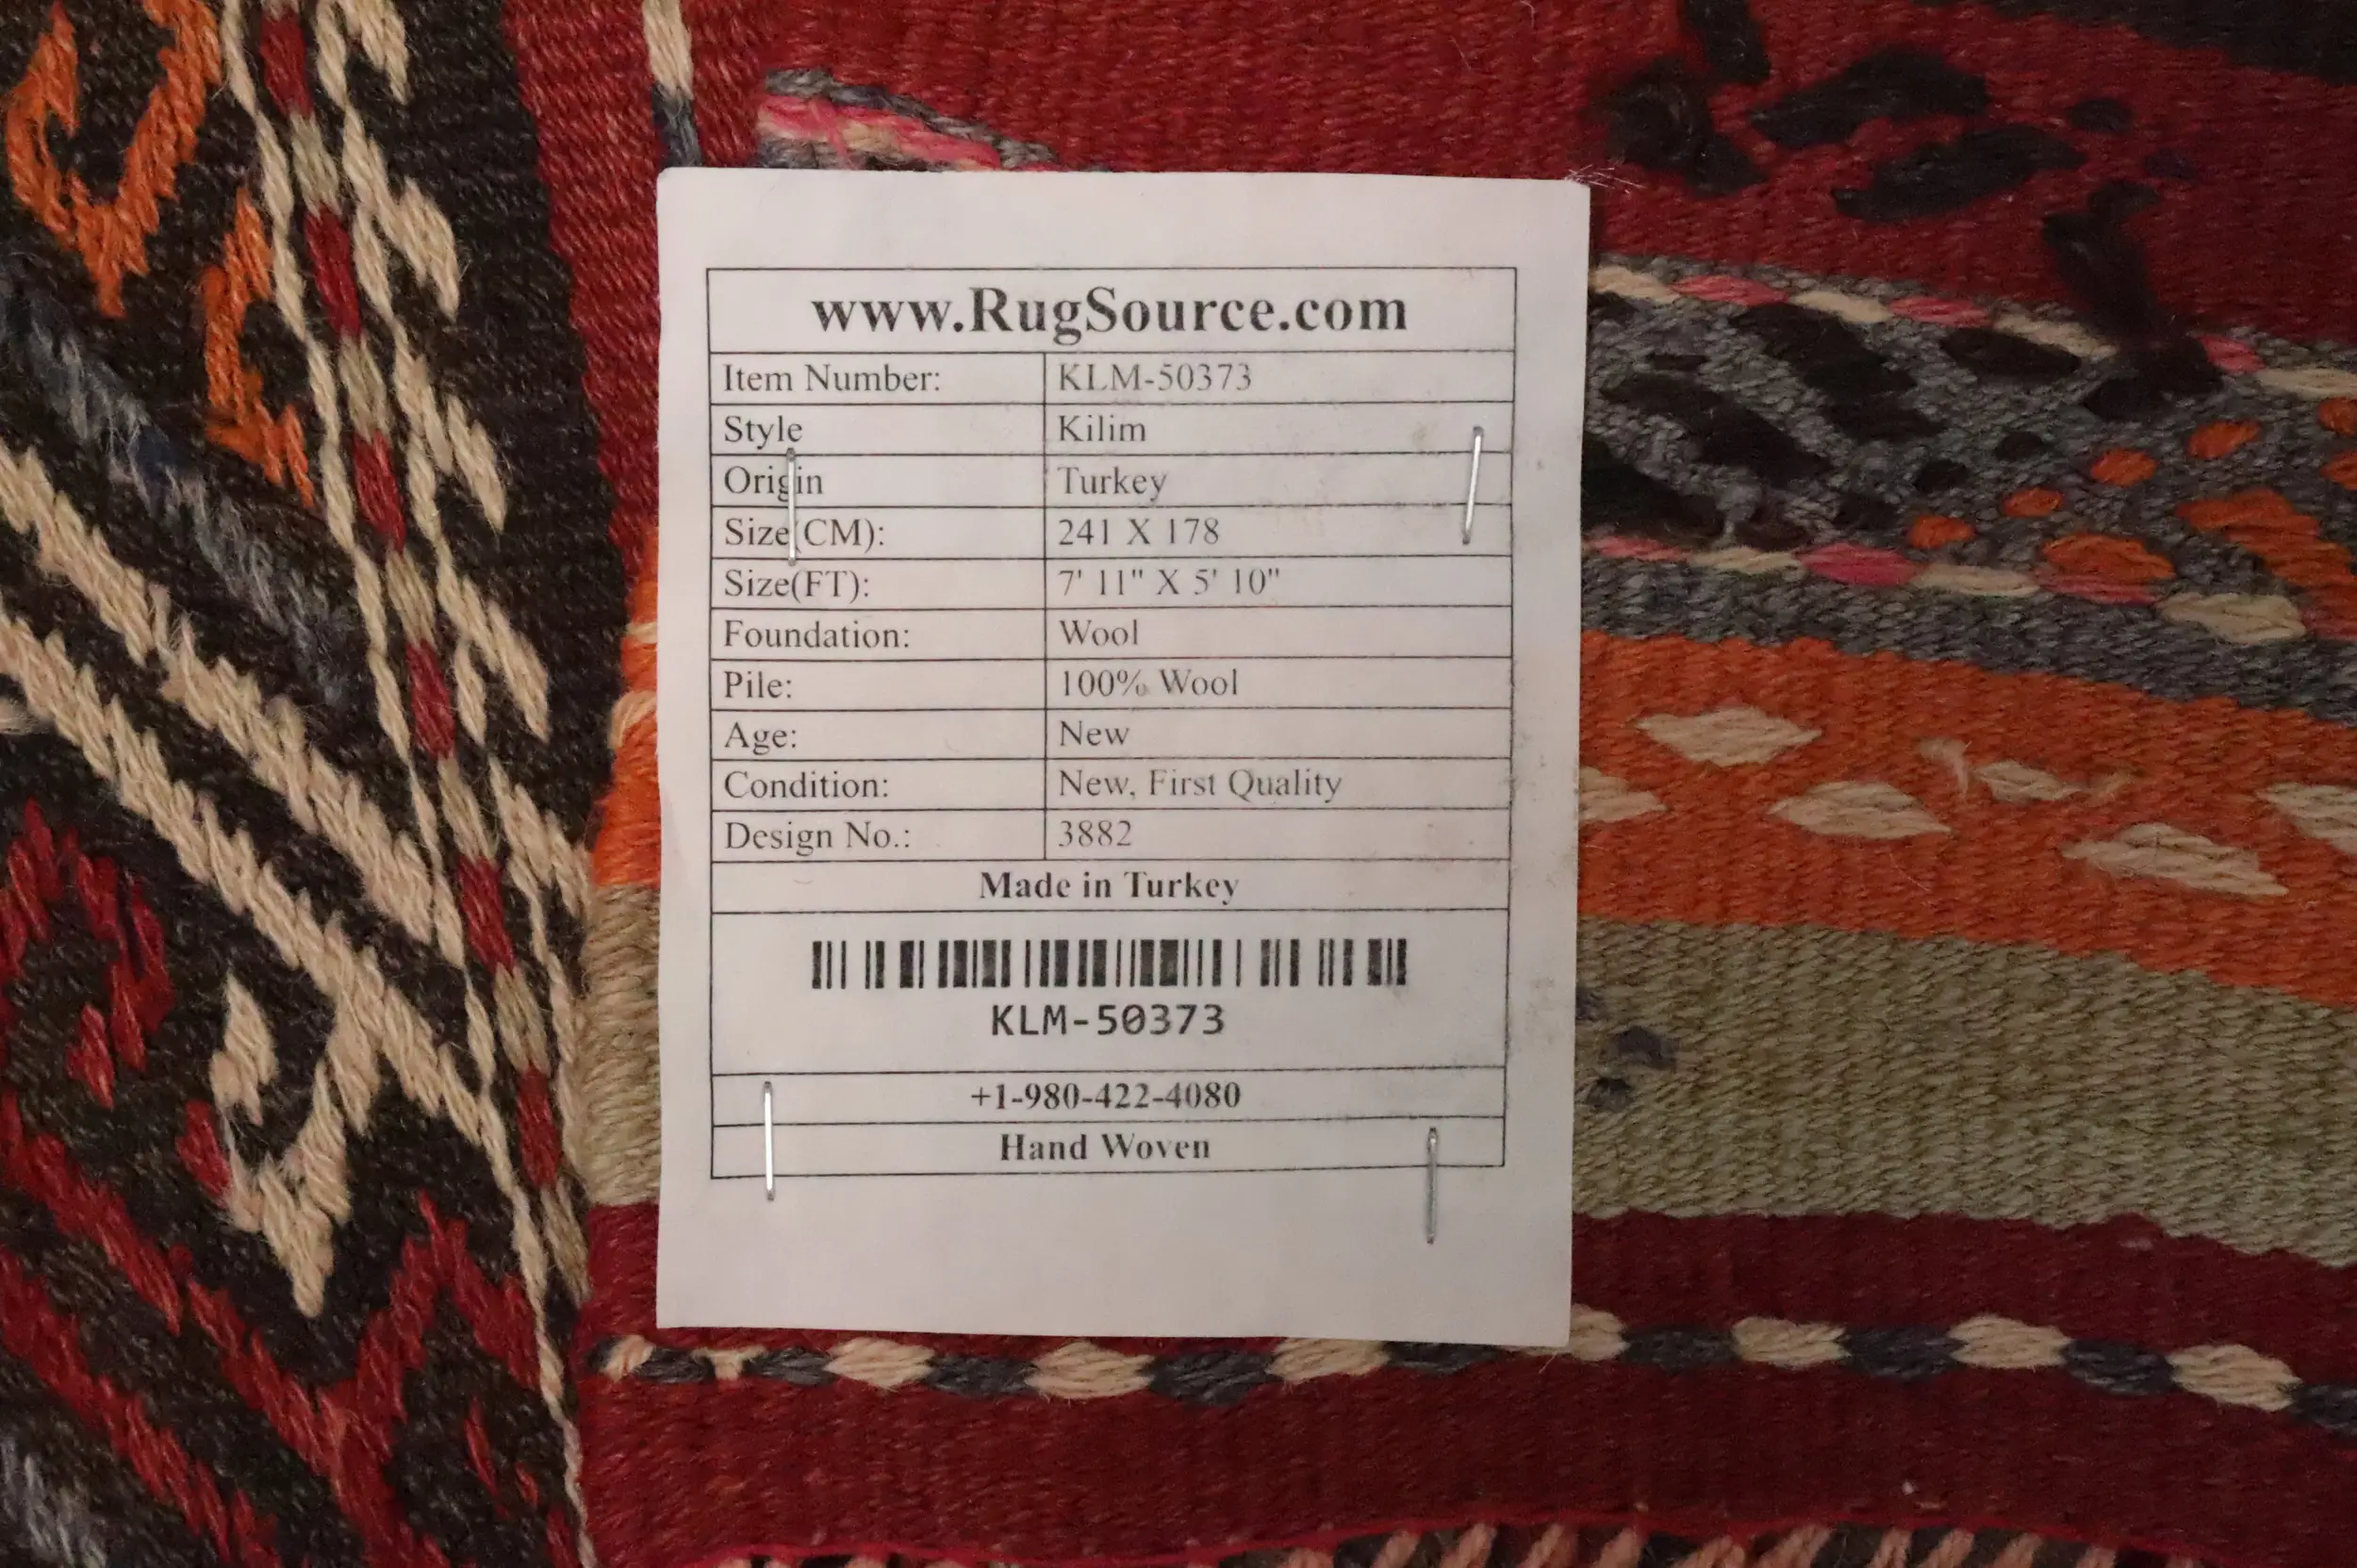 www.RugSource.com
Item Number: KLM-50373
Style Kilim
Origin Turkey
Size(CM): 241 X 178
Size(FT): 7' 11" X 5' 10"
Foundation: Wool
Pile: 100% Wool
Age: New
Condition: New, First Quality
Design No.: 3882
Made in Turkey
KLM-50373
+1-980-422-4080
Hand Woven